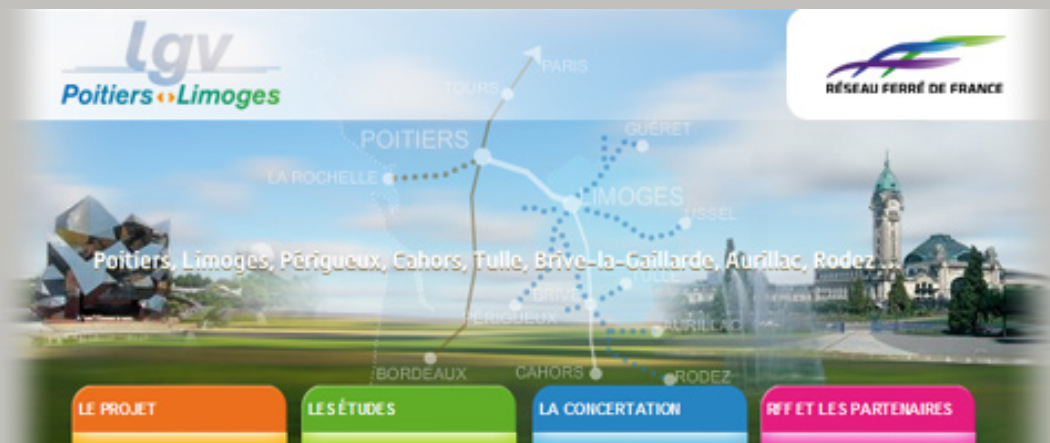 lgv
Poitiers Limoges
RÉSEAU FERRÉ DE FRANCE
PARIS
TOURS
POITIERS
GUÉRET
LA ROCHELLE
LIMOGES
USSEL
Poitiers, Limoges, Périgueux, Cahors, Tulle, Brive-la-Gaillarde, Aurillac, Rodez
TULLE
BRIVE
PÉRIGUEUX
AURILLAC
BORDEAUX
CAHORS
RODEZ
LE PROJET
LES ÉTUDES
LA CONCERTATION
RFF ET LES PARTENAIRES